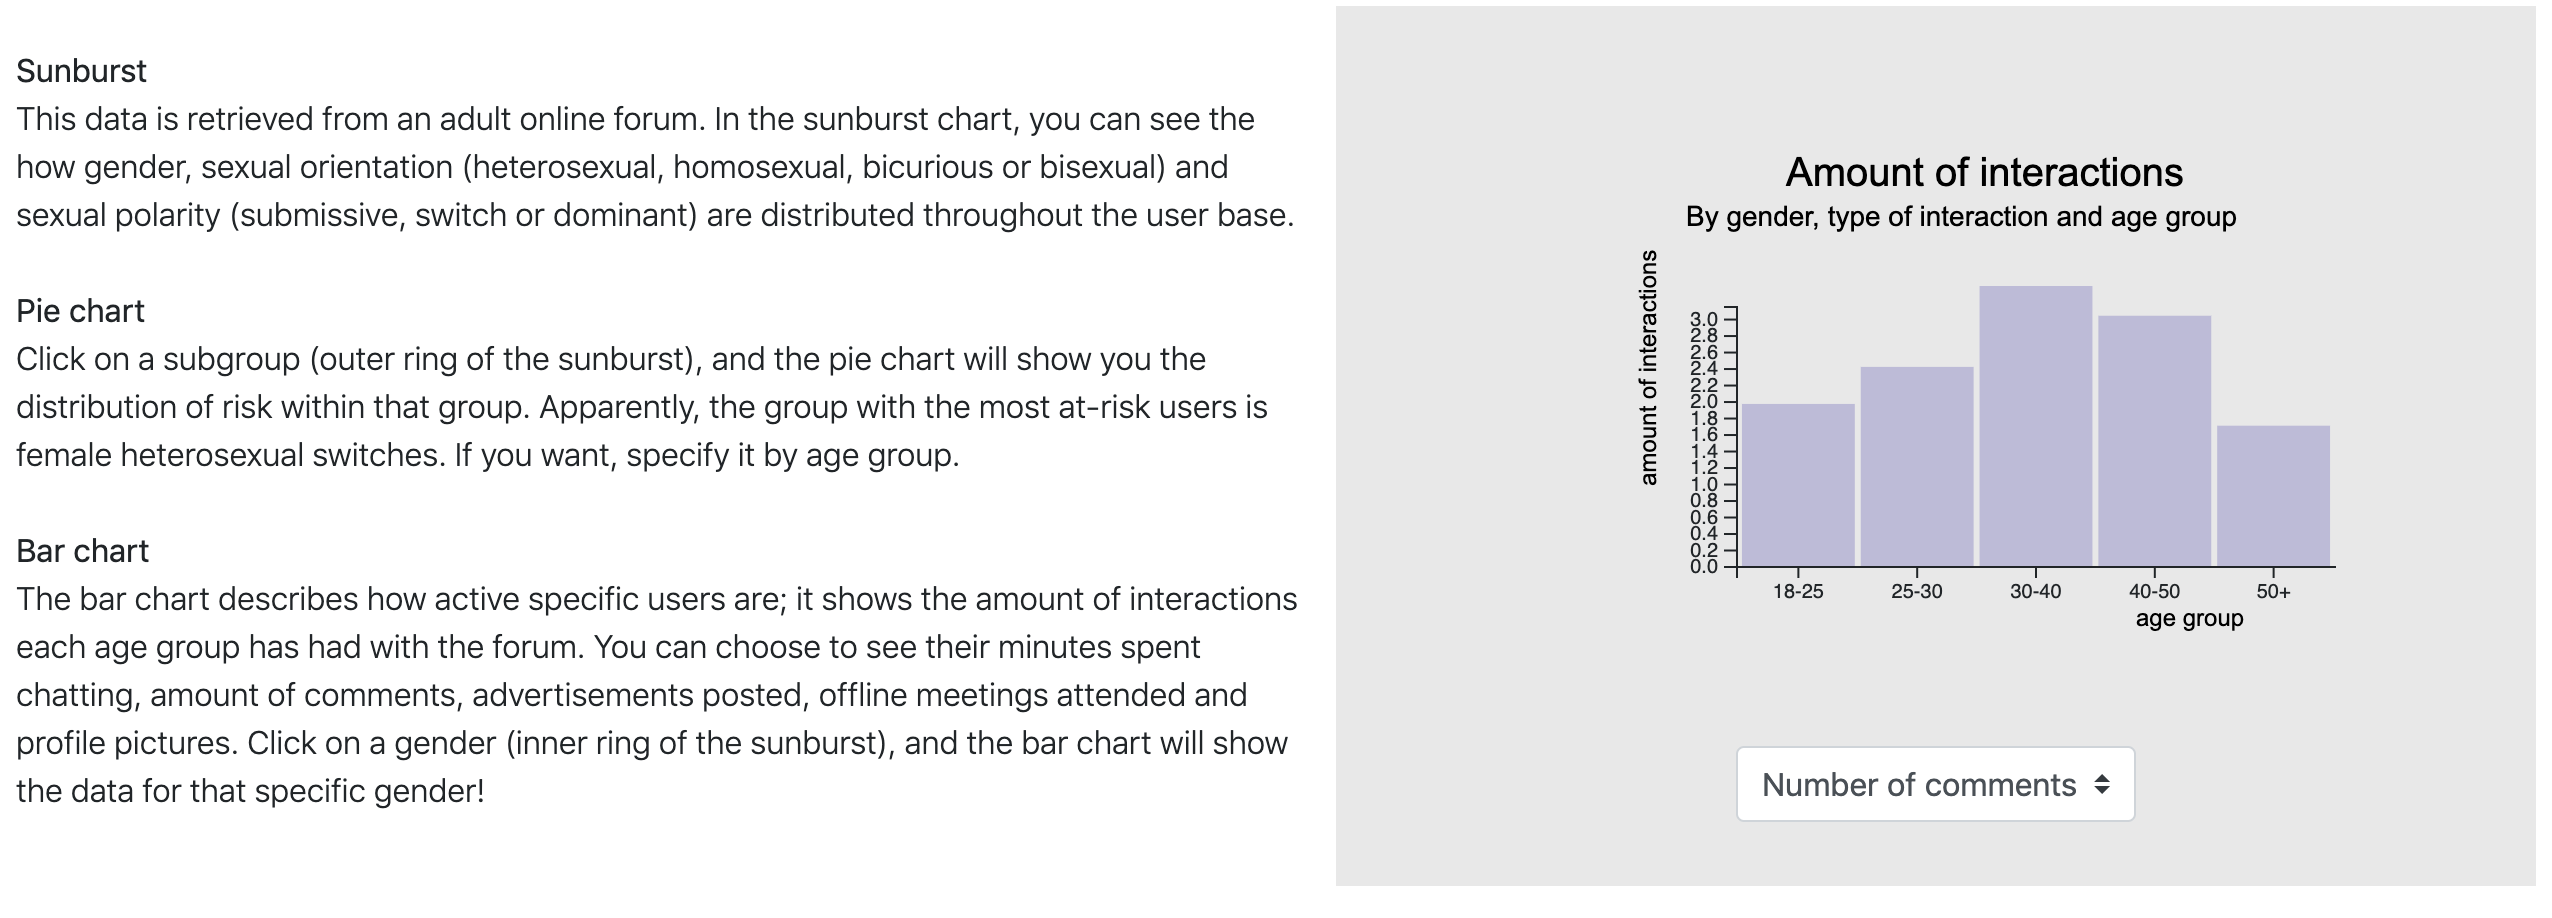 Sunburst
This data is retrieved from an adult online forum. In the sunburst chart, you can see the
how gender, sexual orientation (heterosexual, homosexual, bicurious or bisexual) and
sexual polarity (submissive, switch or dominant) are distributed throughout the user base.
Pie chart
Click on a subgroup (outer ring of the sunburst), and the pie chart will show you the
distribution of risk within that group. Apparently, the group with the most at-risk users is
female heterosexual switches. If you want, specify it by age group.
Bar chart
The bar chart describes how active specific users are; it shows the amount of interactions
each age group has had with the forum. You can choose to see their minutes spent
chatting, amount of comments, advertisements posted, offline meetings attended and
profile pictures. Click on a gender (inner ring of the sunburst), and the bar chart will show
the data for that specific gender!
Amount of interactions
By gender, type of interaction and age group
amount of interactions
3.0
2.8
2.6
2.4
2.2
2.0
1.8
1.6
1.4
1.2
1.0
0.8
0.6
0.4
0.2
0.0
18-25 25-30 30-40 40-50 50+
age group
Number of comments